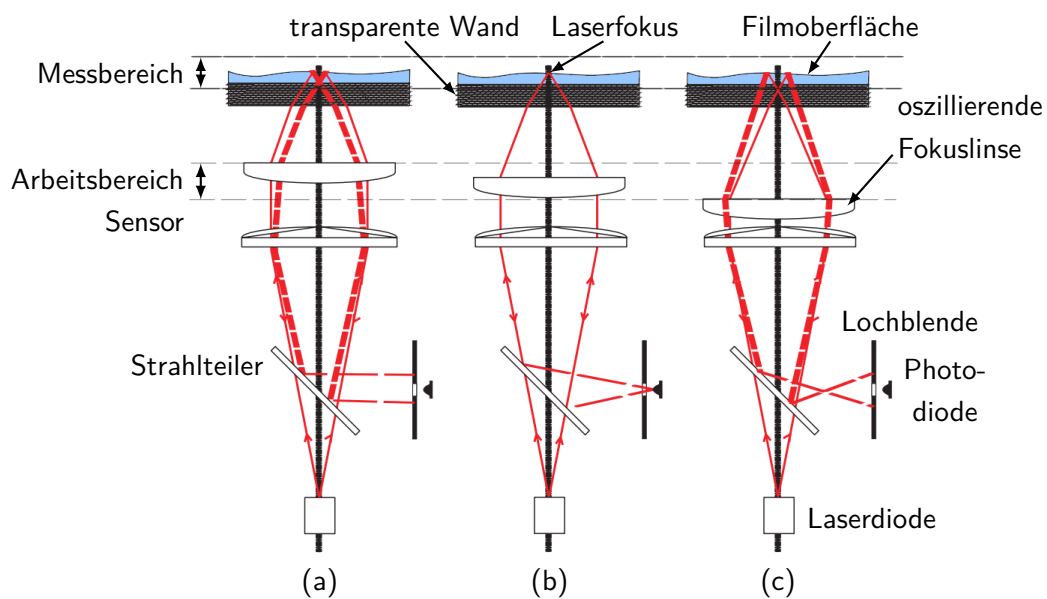 transparente Wand
Laserfokus
Filmoberfläche
Messbereich
oszillierende
Fokuslinse
Arbeitsbereich
Sensor
Lochblende
Strahlteiler
Photo-
diode
Laserdiode
(a)
(b)
(c)